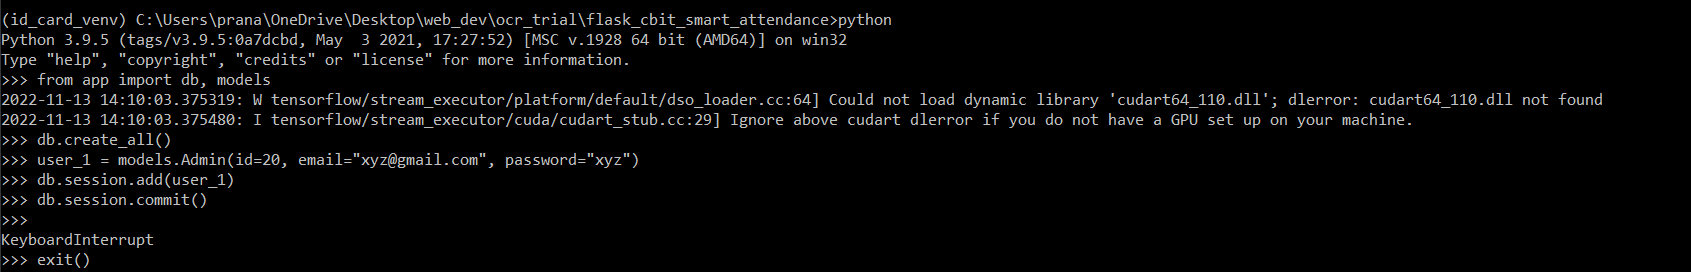 (id_card_venv) C:\Users\prana\OneDrive\Desktop\web_dev\ocr_trial\flask_cbit_smart_attendance>python
Python 3.9.5 (tags/v3.9.5:0a7dcbd, May  3 2021, 17:27:52) [MSC v.1928 64 bit (AMD64)] on win32
Type "help", "copyright", "credits" or "license" for more information.
>>> from app import db, models
2022-11-13 14:10:03.375319: W tensorflow/stream_executor/platform/default/dso_loader.cc:64] Could not load dynamic library 'cudart64_110.dll'; dlerror: cudart64_110.dll not found
2022-11-13 14:10:03.375480: I tensorflow/stream_executor/cuda/cudart_stub.cc:29] Ignore above cudart dlerror if you do not have a GPU set up on your machine.
>>> db.create_all()
>>> user_1 = models.Admin(id=20, email="xyz@gmail.com", password="xyz")
>>> db.session.add(user_1)
>>> db.session.commit()
>>>
KeyboardInterrupt
>>> exit()